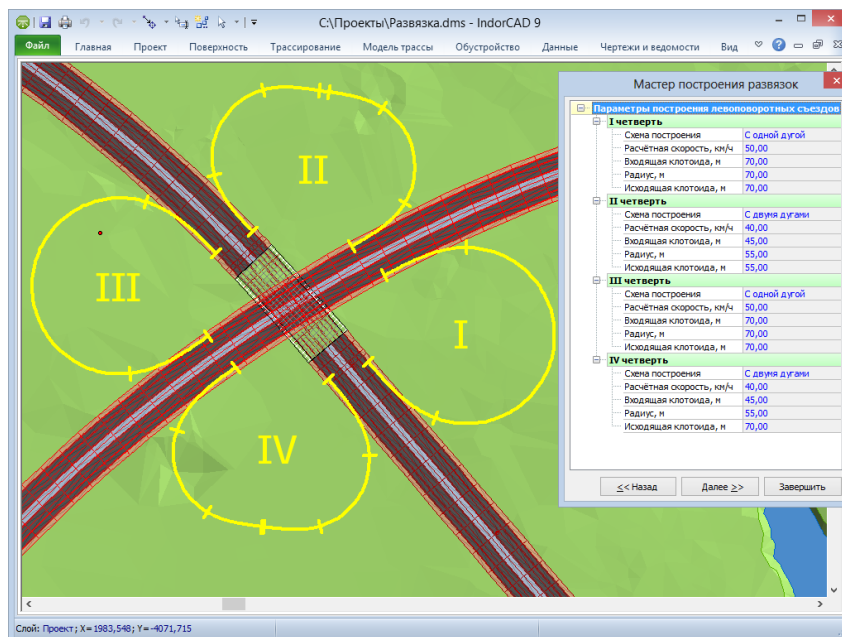 C:\Проекты\Развязка.dms - IndorCAD 9
Файл Главная Проект Поверхность Трассирование Модель трассы Обустройство Данные Чертежи и ведомости Вид
Мастер построения развязок
Параметры построения левоповоротных съездов
I четверть
Схема построения С одной дугой
Расчётная скорость, км/ч 50,00
Входящая клотоида, м 70,00
Радиус, м 70,00
Исходящая клотоида, м 70,00
II четверть
Схема построения С двумя дугами
Расчётная скорость, км/ч 40,00
Входящая клотоида, м 45,00
Радиус, м 55,00
Исходящая клотоида, м 55,00
III четверть
Схема построения С одной дугой
Расчётная скорость, км/ч 50,00
Входящая клотоида, м 70,00
Радиус, м 70,00
Исходящая клотоида, м 70,00
IV четверть
Схема построения С двумя дугами
Расчётная скорость, км/ч 40,00
Входящая клотоида, м 45,00
Радиус, м 55,00
Исходящая клотоида, м 70,00
<< Назад Далее >> Завершить
II
III
I
IV
Слой: Проект; X=1983,548; Y=-4071,715